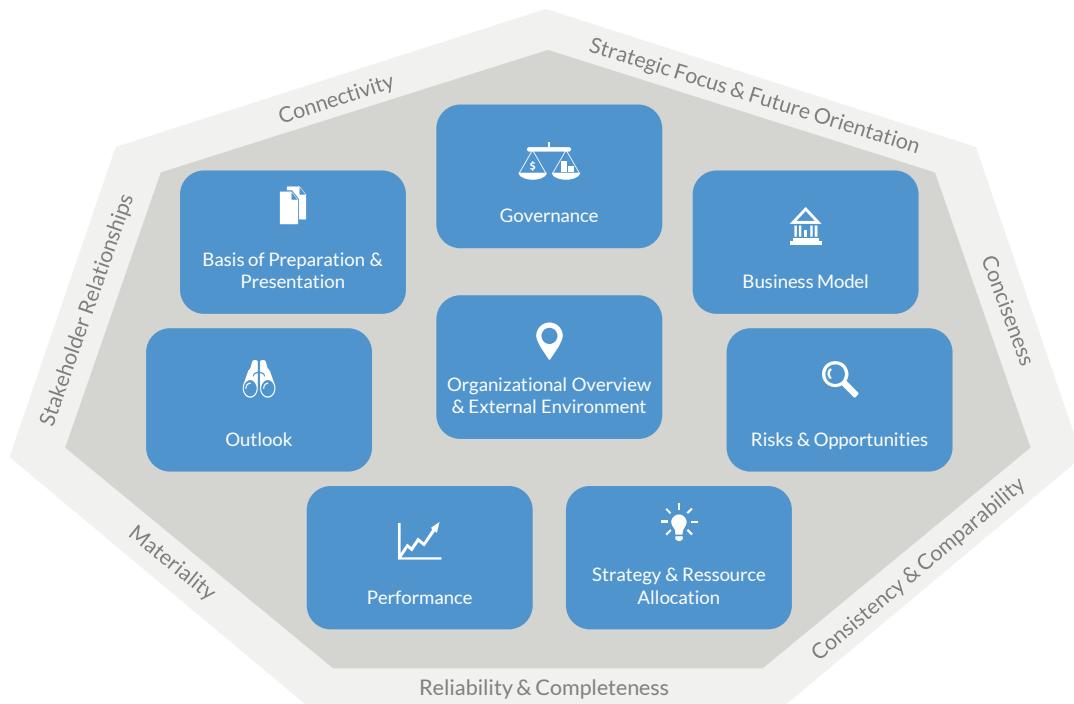 Connectivity
Strategic Focus & Future Orientation
Stakeholder Relationships
Conciseness
$
Governance
Basis of Preparation &
Presentation
Business Model
Organizational Overview
& External Environment
Outlook
Risks & Opportunities
Performance
Strategy & Ressource
Allocation
Materiality
Consistency & Comparability
Reliability & Completeness